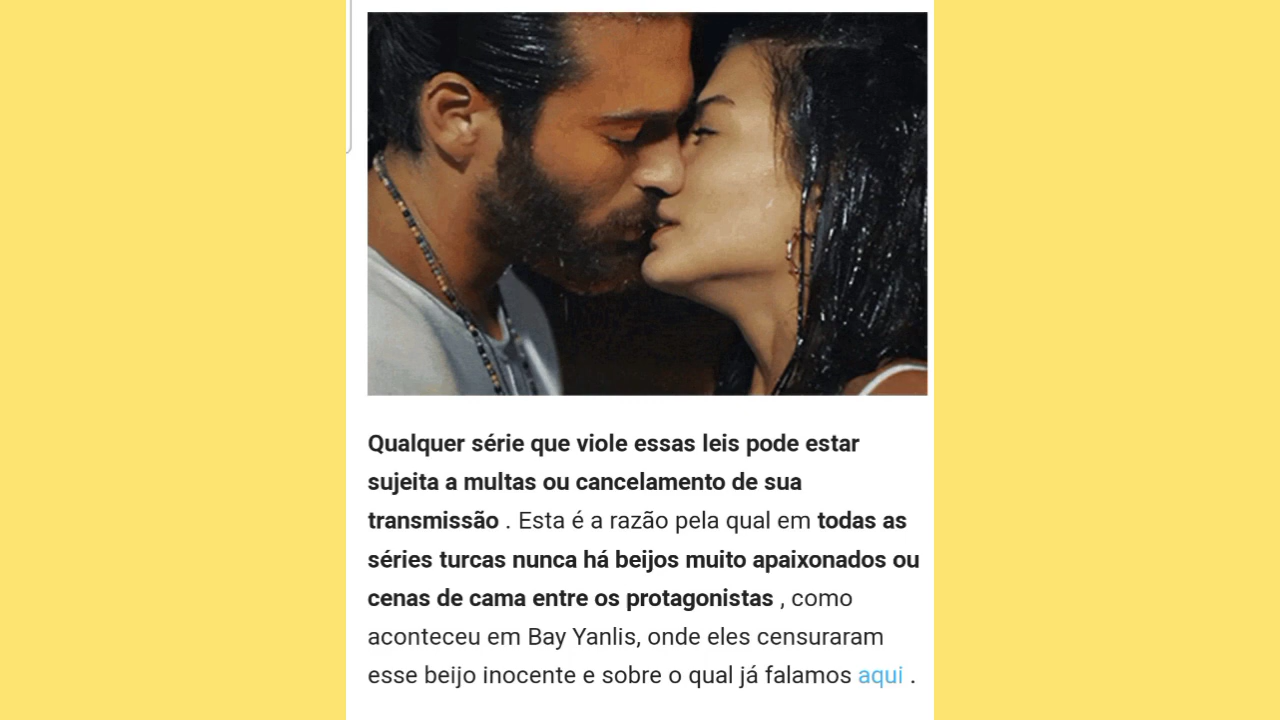 Qualquer série que viole essas leis pode estar
sujeita a multas ou cancelamento de sua
transmissão . Esta é a razão pela qual em todas as
séries turcas nunca há beijos muito apaixonados ou
cenas de cama entre os protagonistas , como
aconteceu em Bay Yanlis, onde eles censuraram
esse beijo inocente e sobre o qual já falamos aqui .